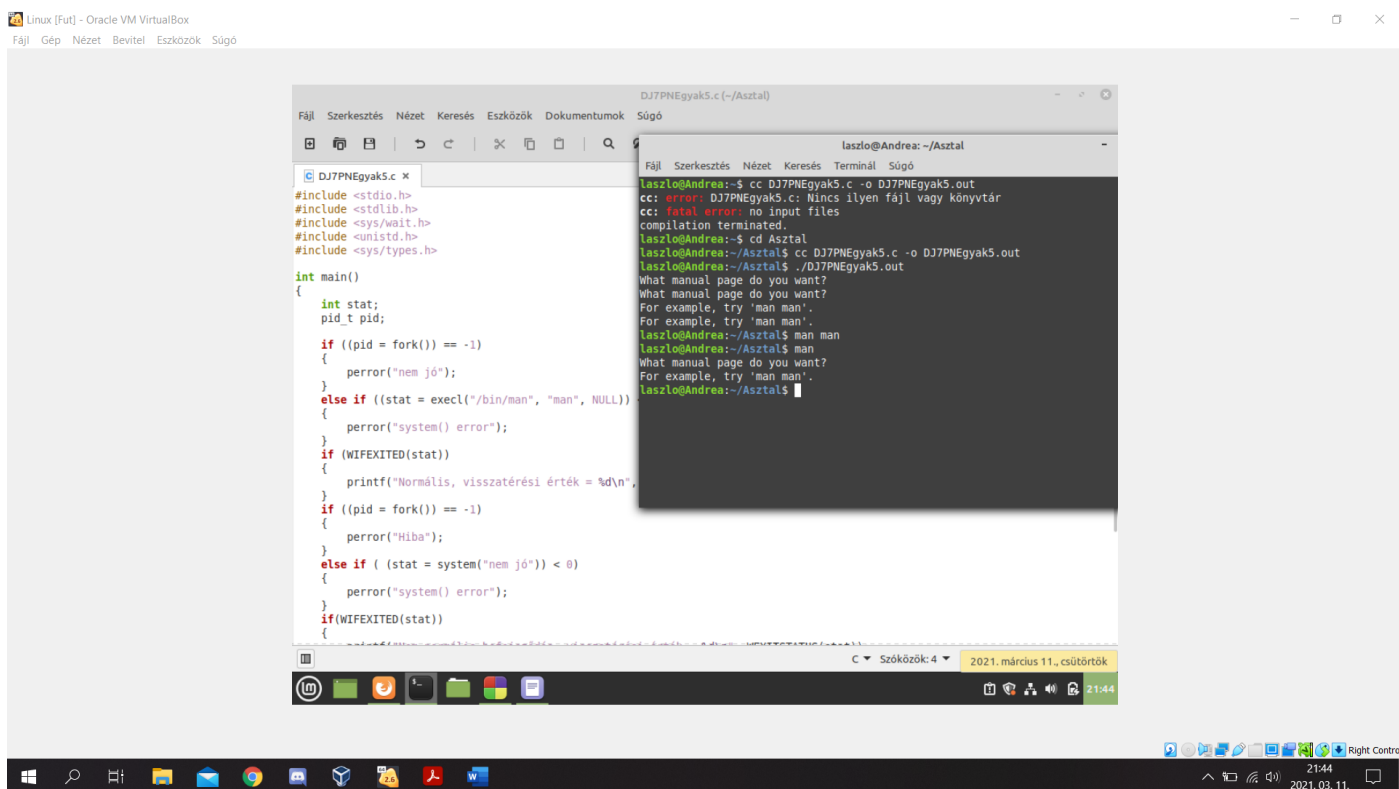 Linux [Fut] - Oracle VM VirtualBox
Fájl Gép Nézet Bevitel Eszközök Súgó
DJ7PNEgyak5.c (~/Asztal)
Fájl Szerkesztés Nézet Keresés Eszközök Dokumentumok Súgó
DJ7PNEgyak5.c
#include <stdio.h>
#include <stdlib.h>
#include <sys/wait.h>
#include <unistd.h>
#include <sys/types.h>
int main()
{
int stat;
pid_t pid;
if ((pid = fork()) == -1)
{
perror("nem jó");
}
else if ((stat = execl("/bin/man", "man", NULL))
{
perror("system() error");
}
if (WIFEXITED(stat))
{
printf("Normális, visszatérési érték = %d\n",
}
if ((pid = fork()) == -1)
{
perror("Hiba");
}
else if ( (stat = system("nem jó")) < 0)
{
perror("system() error");
}
if(WIFEXITED(stat))
{
C Szóközök: 4
laszlo@Andrea: ~/Asztal
Fájl Szerkesztés Nézet Keresés Terminál Súgó
laszlo@Andrea:~$ cc DJ7PNEgyak5.c -o DJ7PNEgyak5.out
cc: error: DJ7PNEgyak5.c: Nincs ilyen fájl vagy könyvtár
cc: fatal error: no input files
compilation terminated.
laszlo@Andrea:~$ cd Asztal
laszlo@Andrea:~/Asztal$ cc DJ7PNEgyak5.c -o DJ7PNEgyak5.out
laszlo@Andrea:~/Asztal$ ./DJ7PNEgyak5.out
What manual page do you want?
What manual page do you want?
For example, try 'man man'.
For example, try 'man man'.
laszlo@Andrea:~/Asztal$ man man
laszlo@Andrea:~/Asztal$ man
What manual page do you want?
For example, try 'man man'.
laszlo@Andrea:~/Asztal$
2021. március 11., csütörtök
21:44
Right Contro
2.6
21:44
2021. 03. 11.